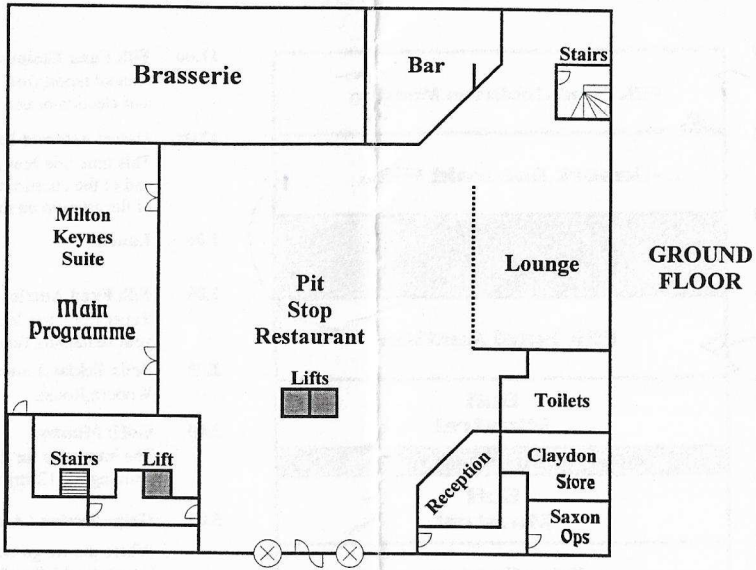 Brasserie
Bar
Stairs
Milton
Keynes
Suite
Main
Programme
Pit
Stop
Restaurant
Lifts
Lounge
GROUND
FLOOR
Toilets
Stairs
Lift
Reception
Claydon
Store
Saxon
Ops